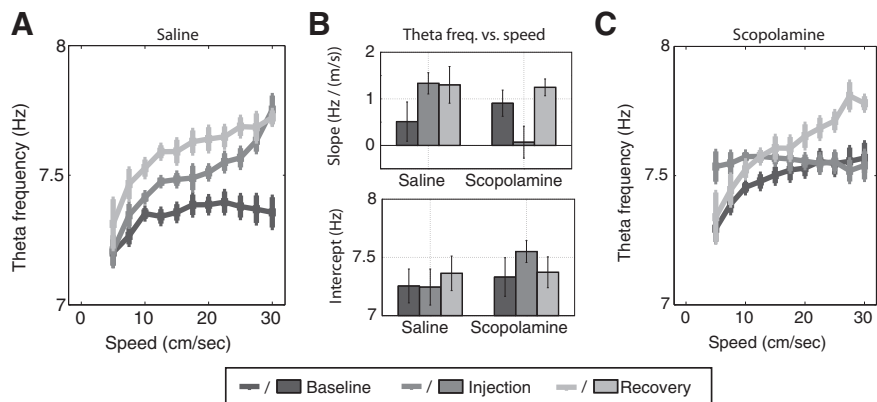 A
Saline
8
7.5
7
Theta frequency (Hz)
0
10
20
30
Speed (cm/sec)
B
Theta freq. vs. speed
2
1
0
Slope (Hz / (m/s))
Saline
Scopolamine
8
7.5
7
Intercept (Hz)
Saline
Scopolamine
C
Scopolamine
8
7.5
7
Theta frequency (Hz)
0
10
20
30
Speed (cm/sec)
/ Baseline
/ Injection
/ Recovery